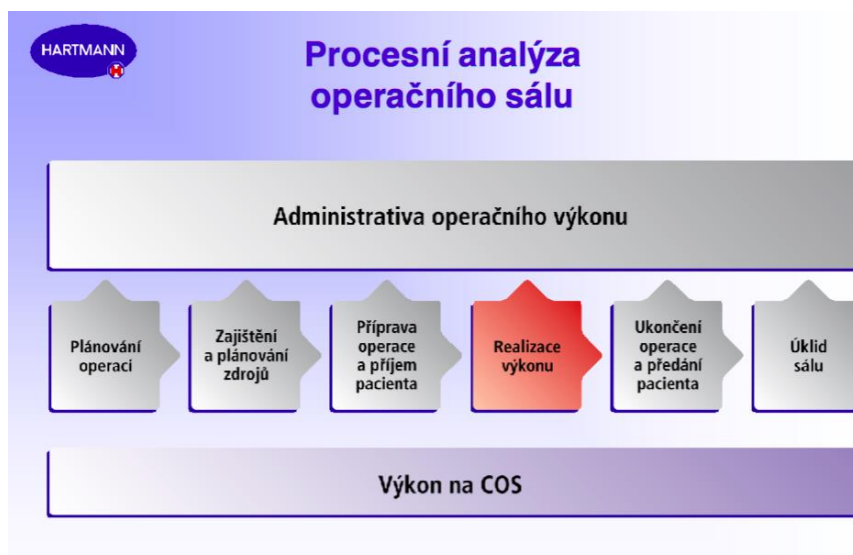 HARTMANN
Procesní analýza
operačního sálu
Administrativa operačního výkonu
Plánování
operací
Zajištění
a plánování
zdrojů
Příprava
operace
a příjem
pacienta
Realizace
výkonu
Ukončení
operace
a předání
pacienta
Úklid
sálu
Výkon na COS